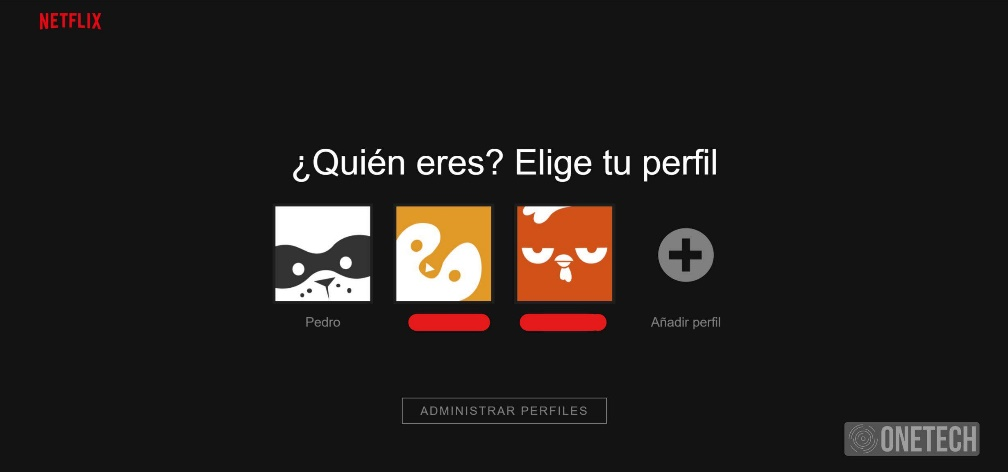 NETFLIX
¿Quién eres? Elige tu perfil
Pedro
Añadir perfil
ADMINISTRAR PERFILES
ONETECH